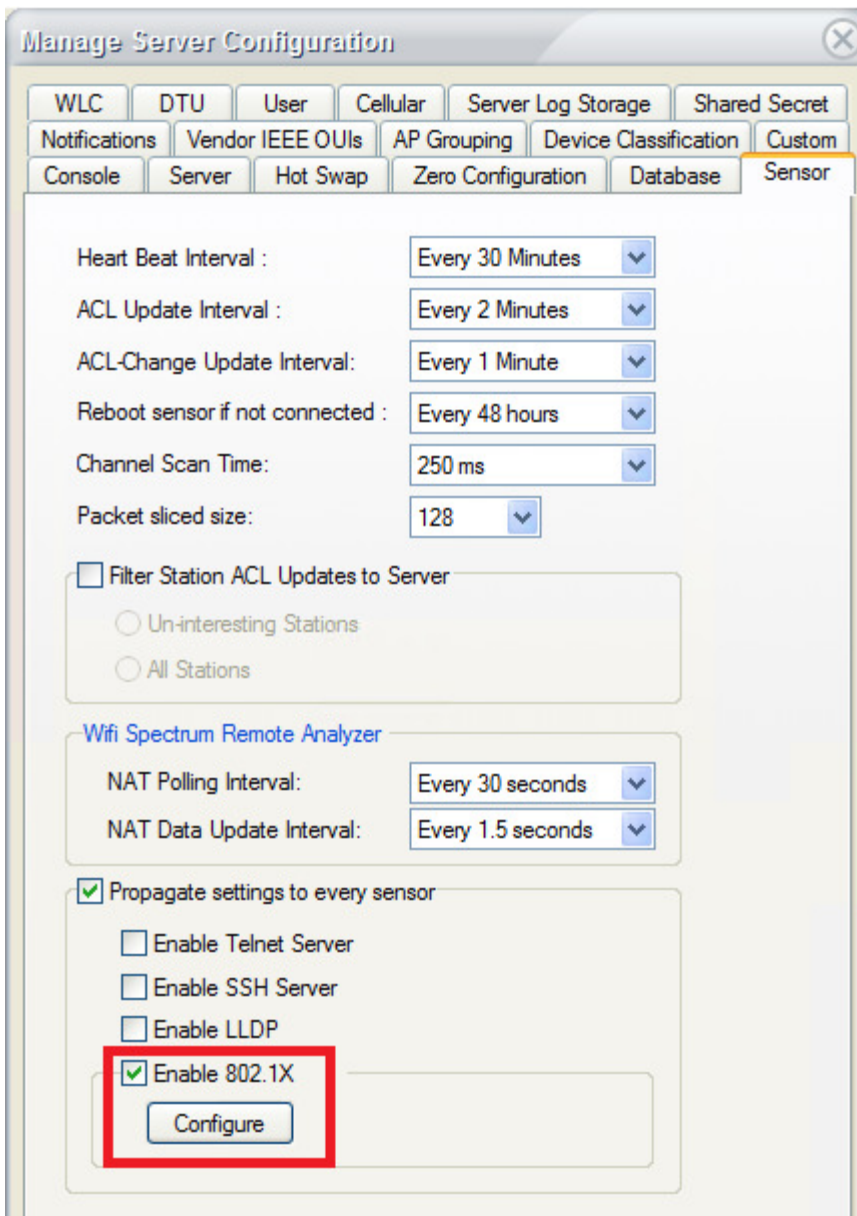 Manage Server Configuration
WLC DTU User Cellular Server Log Storage Shared Secret
Notifications Vendor IEEE OUIs AP Grouping Device Classification Custom
Console Server Hot Swap Zero Configuration Database Sensor
Heart Beat Interval : Every 30 Minutes
ACL Update Interval : Every 2 Minutes
ACL-Change Update Interval: Every 1 Minute
Reboot sensor if not connected : Every 48 hours
Channel Scan Time: 250 ms
Packet sliced size: 128
Filter Station ACL Updates to Server
Un-interesting Stations
All Stations
Wifi Spectrum Remote Analyzer
NAT Polling Interval: Every 30 seconds
NAT Data Update Interval: Every 1.5 seconds
Propagate settings to every sensor
Enable Telnet Server
Enable SSH Server
Enable LLDP
Enable 802.1X
Configure